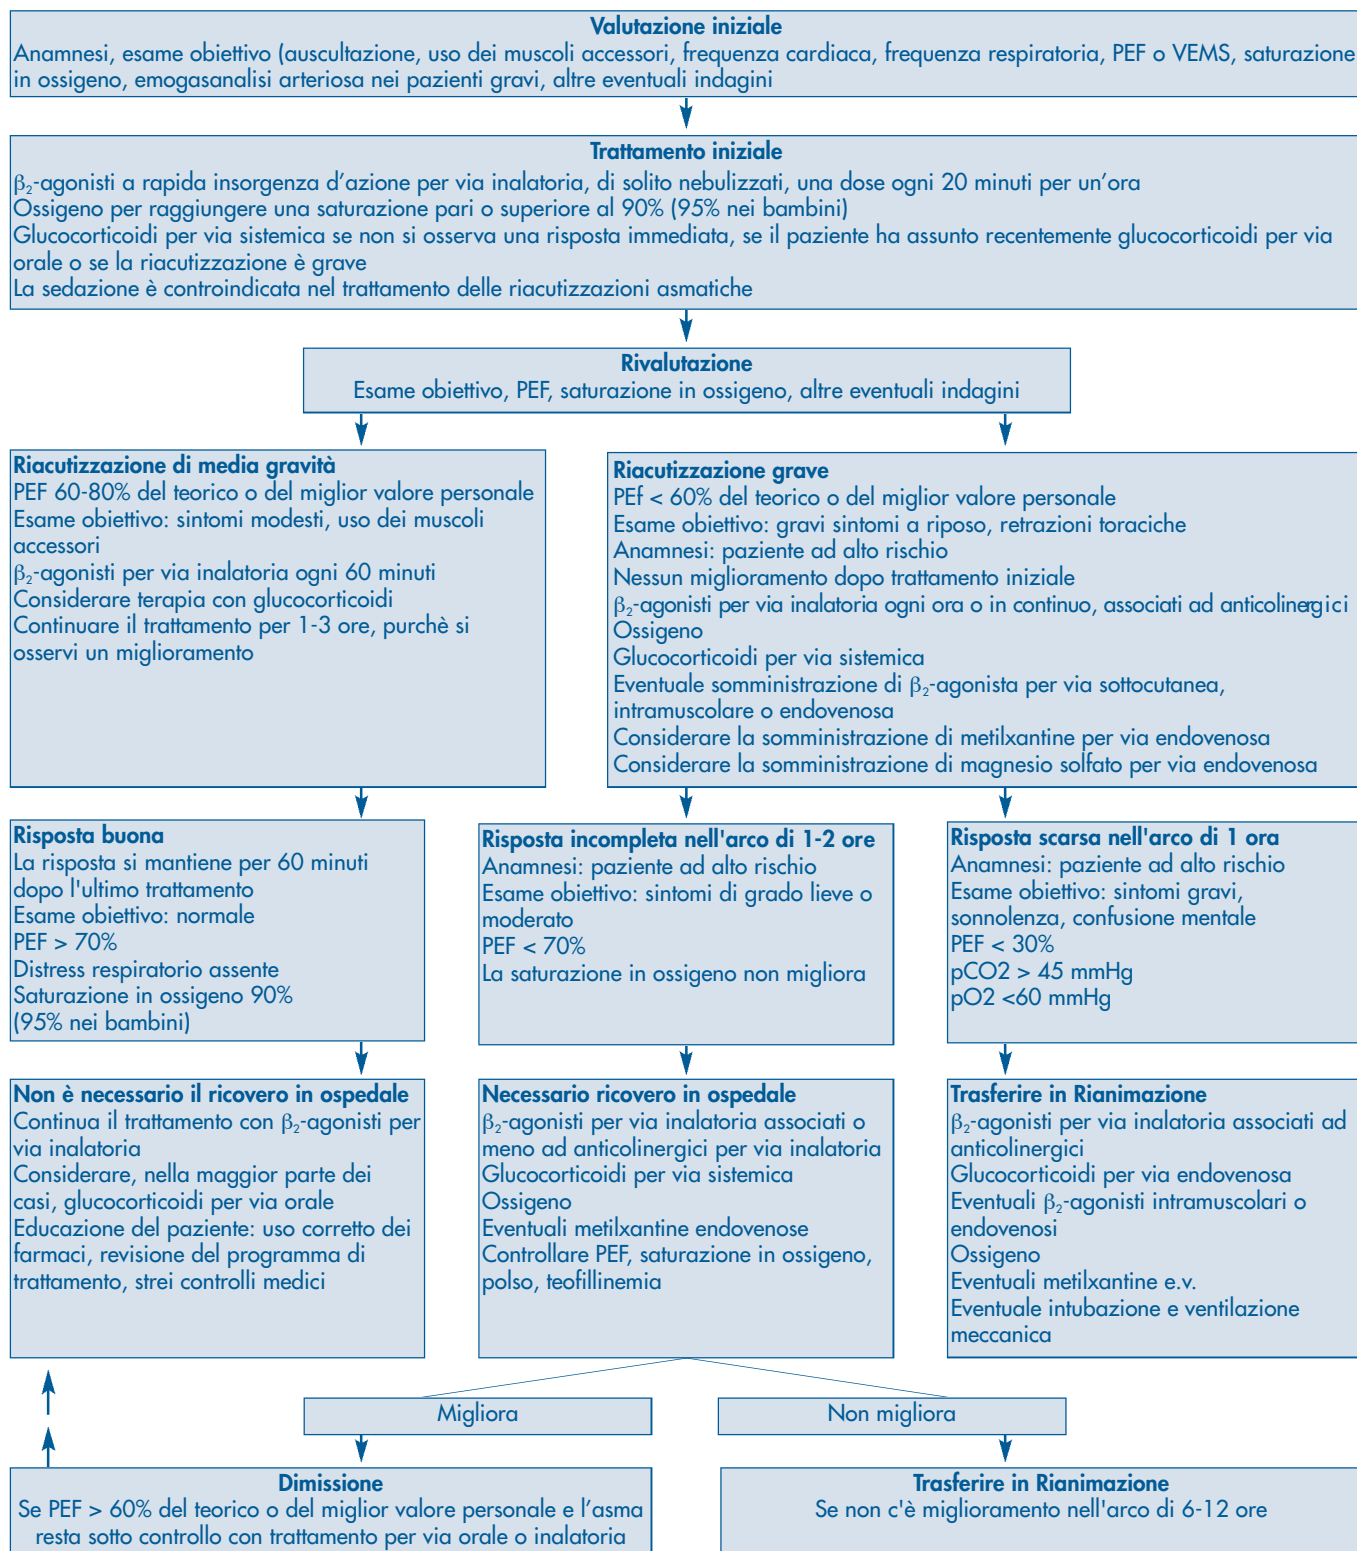 Valutazione iniziale
Anamnesi, esame obiettivo (auscultazione, uso dei muscoli accessori, frequenza cardiaca, frequenza respiratoria, PEF o VEMS, saturazione
in ossigeno, emogasanalisi arteriosa nei pazienti gravi, altre eventuali indagini
Trattamento iniziale
β2-agonisti a rapida insorgenza d'azione per via inalatoria, di solito nebulizzati, una dose ogni 20 minuti per un'ora
Ossigeno per raggiungere una saturazione pari o superiore al 90% (95% nei bambini)
Glucocorticoidi per via sistemica se non si osserva una risposta immediata, se il paziente ha assunto recentemente glucocorticoidi per via
orale o se la riacutizzazione è grave
La sedazione è controindicata nel trattamento delle riacutizzazioni asmatiche
Rivalutazione
Esame obiettivo, PEF, saturazione in ossigeno, altre eventuali indagini
Riacutizzazione di media gravità
PEF 60-80% del teorico o del miglior valore personale
Esame obiettivo: sintomi modesti, uso dei muscoli
accessori
β2-agonisti per via inalatoria ogni 60 minuti
Considerare terapia con glucocorticoidi
Continuare il trattamento per 1-3 ore, purchè si
osservi un miglioramento
Riacutizzazione grave
PEf < 60% del teorico o del miglior valore personale
Esame obiettivo: gravi sintomi a riposo, retrazioni toraciche
Anamnesi: paziente ad alto rischio
Nessun miglioramento dopo trattamento iniziale
β2-agonisti per via inalatoria ogni ora o in continuo, associati ad anticolinergici
Ossigeno
Glucocorticoidi per via sistemica
Eventuale somministrazione di β2-agonista per via sottocutanea,
intramuscolare o endovenosa
Considerare la somministrazione di metilxantine per via endovenosa
Considerare la somministrazione di magnesio solfato per via endovenosa
Risposta buona
La risposta si mantiene per 60 minuti
dopo l'ultimo trattamento
Esame obiettivo: normale
PEF > 70%
Distress respiratorio assente
Saturazione in ossigeno 90%
(95% nei bambini)
Risposta incompleta nell'arco di 1-2 ore
Anamnesi: paziente ad alto rischio
Esame obiettivo: sintomi di grado lieve o
moderato
PEF < 70%
La saturazione in ossigeno non migliora
Risposta scarsa nell'arco di 1 ora
Anamnesi: paziente ad alto rischio
Esame obiettivo: sintomi gravi,
sonnolenza, confusione mentale
PEF < 30%
pCO2 > 45 mmHg
pO2 <60 mmHg
Non è necessario il ricovero in ospedale
Continua il trattamento con β2-agonisti per
via inalatoria
Considerare, nella maggior parte dei
casi, glucocorticoidi per via orale
Educazione del paziente: uso corretto dei
farmaci, revisione del programma di
trattamento, strei controlli medici
Necessario ricovero in ospedale
β2-agonisti per via inalatoria associati o
meno ad anticolinergici per via inalatoria
Glucocorticoidi per via sistemica
Ossigeno
Eventuali metilxantine endovenose
Controllare PEF, saturazione in ossigeno,
polso, teofillinemia
Trasferire in Rianimazione
β2-agonisti per via inalatoria associati ad
anticolinergici
Glucocorticoidi per via endovenosa
Eventuali β2-agonisti intramuscolari o
endovenosi
Ossigeno
Eventuali metilxantine e.v.
Eventuale intubazione e ventilazione
meccanica
Migliora
Non migliora
Dimissione
Se PEF > 60% del teorico o del miglior valore personale e l'asma
resta sotto controllo con trattamento per via orale o inalatoria
Trasferire in Rianimazione
Se non c'è miglioramento nell'arco di 6-12 ore